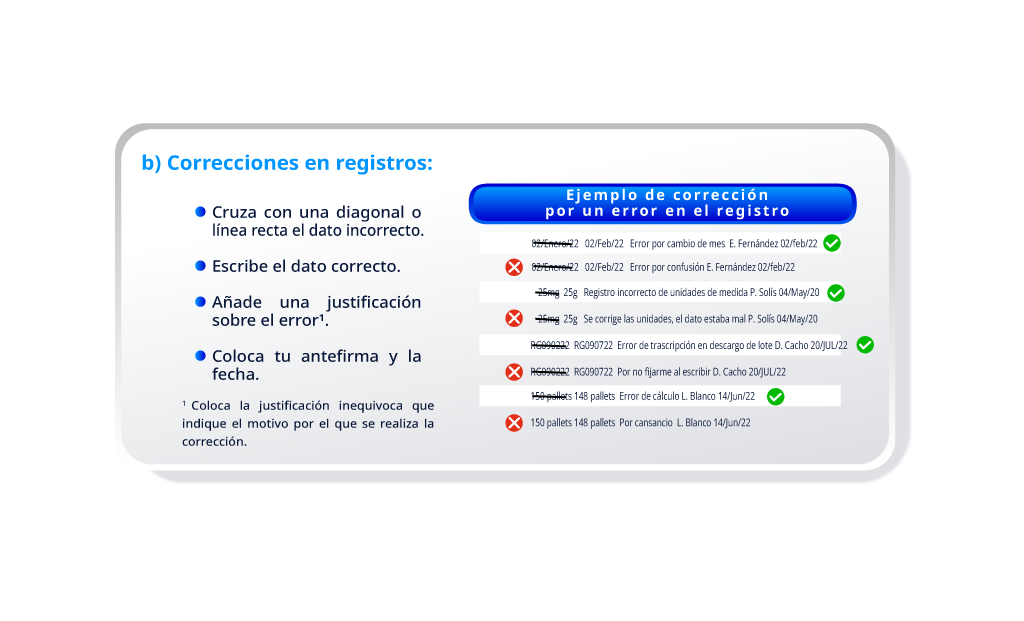 b) Correcciones en registros:
Cruza con una diagonal o
línea recta el dato incorrecto.
Escribe el dato correcto.
Añade una justificación
sobre el error¹.
Coloca tu antefirma y la
fecha.
¹ Coloca la justificación inequivoca que
indique el motivo por el que se realiza la
corrección.
Ejemplo de corrección
por un error en el registro
02/Enero/22 02/Feb/22 Error por cambio de mes E. Fernández 02/feb/22
02/Enero/22 02/Feb/22 Error por confusión E. Fernández 02/feb/22
25mg 25g Registro incorrecto de unidades de medida P. Solís 04/May/20
25mg 25g Se corrige las unidades, el dato estaba mal P. Solís 04/May/20
RG090222 RG090722 Error de trascripción en descargo de lote D. Cacho 20/JUL/22
RG090222 RG090722 Por no fijarme al escribir D. Cacho 20/JUL/22
150 pallets 148 pallets Error de cálculo L. Blanco 14/Jun/22
150 pallets 148 pallets Por cansancio L. Blanco 14/Jun/22